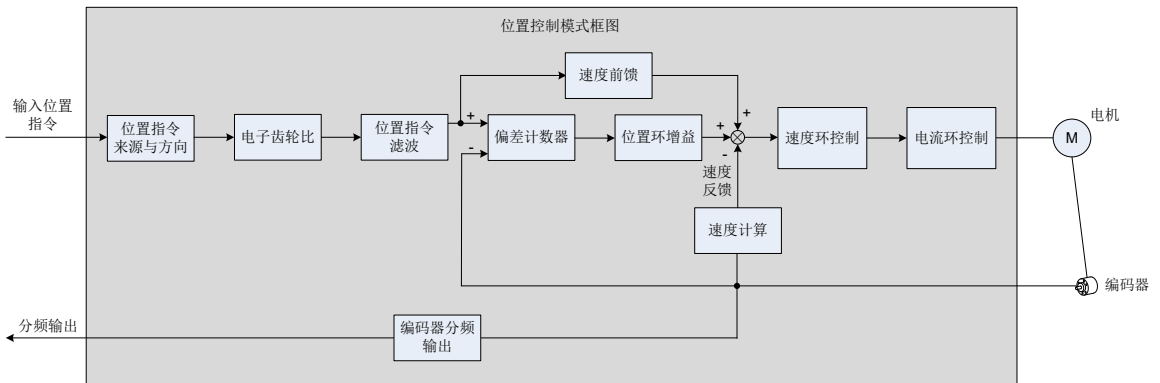 位置控制模式框图
速度前馈
输入位置
指令
位置指令
来源与方向
电子齿轮比
位置指令
滤波
+
-
偏差计数器
位置环增益
+
+
-
速度
反馈
速度环控制
电流环控制
电机
M
速度计算
编码器
分频输出
编码器分频
输出